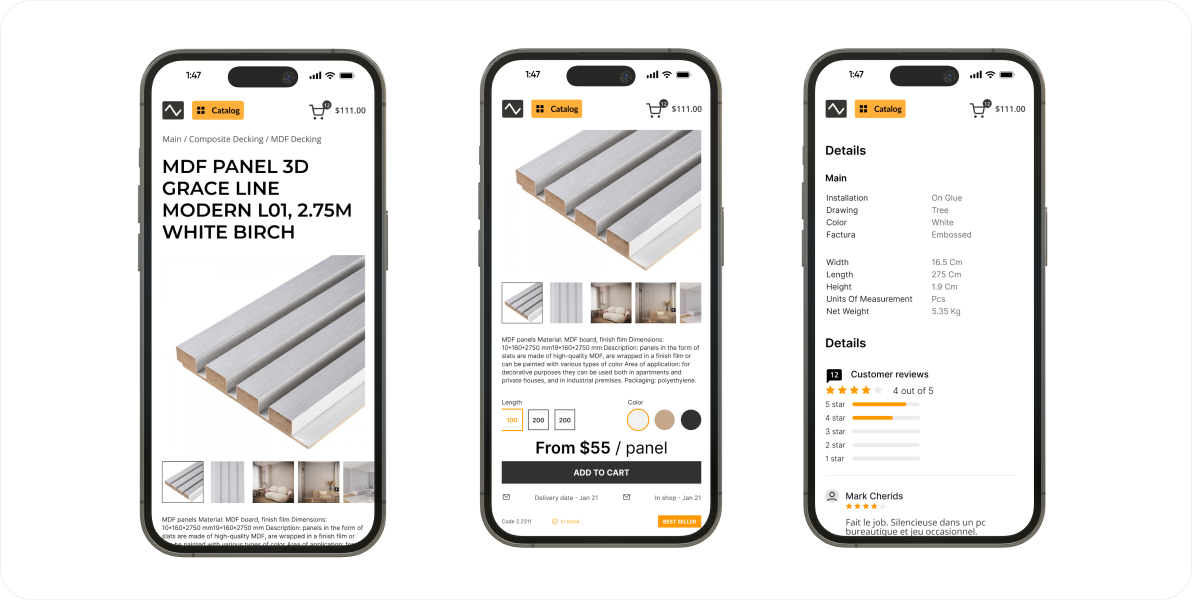 1:47
Catalog
12
$111.00
Main / Composite Decking / MDF Decking
MDF PANEL 3D
GRACE LINE
MODERN L01, 2.75M
WHITE BIRCH
MDF panels Material: MDF board, finish film Dimensions:
10*160*2750 mm19*160*2750 mm Description: panels in the form of
slats are made of high-quality MDF, are wrapped in a finish film or
can be painted with various types of color Area of application: for
1:47
Catalog
12
$111.00
MDF panels Material: MDF board, finish film Dimensions:
10*160*2750 mm19*160*2750 mm Description: panels in the form of
slats are made of high-quality MDF, are wrapped in a finish film or
can be painted with various types of color Area of application: for
decorative purposes they can be used both in apartments and
private houses, and in industrial premises. Packaging: polyethylene.
Length
Color
100 200 200
From $55 / panel
ADD TO CART
Delivery date - Jan 21
In shop - Jan 21
Code 2.2311
In stock
BEST SELLER
1:47
Catalog
12
$111.00
Details
Main
Installation On Glue
Drawing Tree
Color White
Factura Embossed
Width 16.5 Cm
Length 275 Cm
Height 1.9 Cm
Units Of Measurement Pcs
Net Weight 5.35 Kg
Details
12 Customer reviews
4 out of 5
5 star
4 star
3 star
2 star
1 star
Mark Cherids
Fait le job. Silencieuse dans un pc
bureautique et jeu occasionnel.